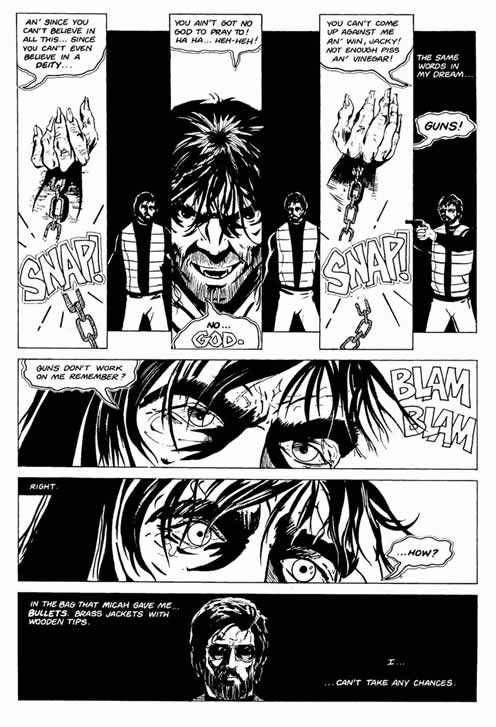 AN' SINCE YOU
CAN'T BELIEVE IN
ALL THIS... SINCE
YOU CAN'T EVEN
BELIEVE IN A
DEITY...
SNAP!
YOU AIN'T GOT NO
GOD TO PRAY TO!
HA HA... HEH-HEH!
NO...
GOD.
YOU CAN'T COME
UP AGAINST ME
AN' WIN, JACKY!
NOT ENOUGH PISS
AN' VINEGAR!
SNAP!
THE SAME
WORDS IN
MY DREAM...
GUNS!
GUNS DON'T WORK
ON ME REMEMBER?
BLAM
BLAM
RIGHT.
...HOW?
IN THE BAG THAT MICAH GAVE ME...
BULLETS. BRASS JACKETS WITH
WOODEN TIPS.
I...
...CAN'T TAKE ANY CHANCES.